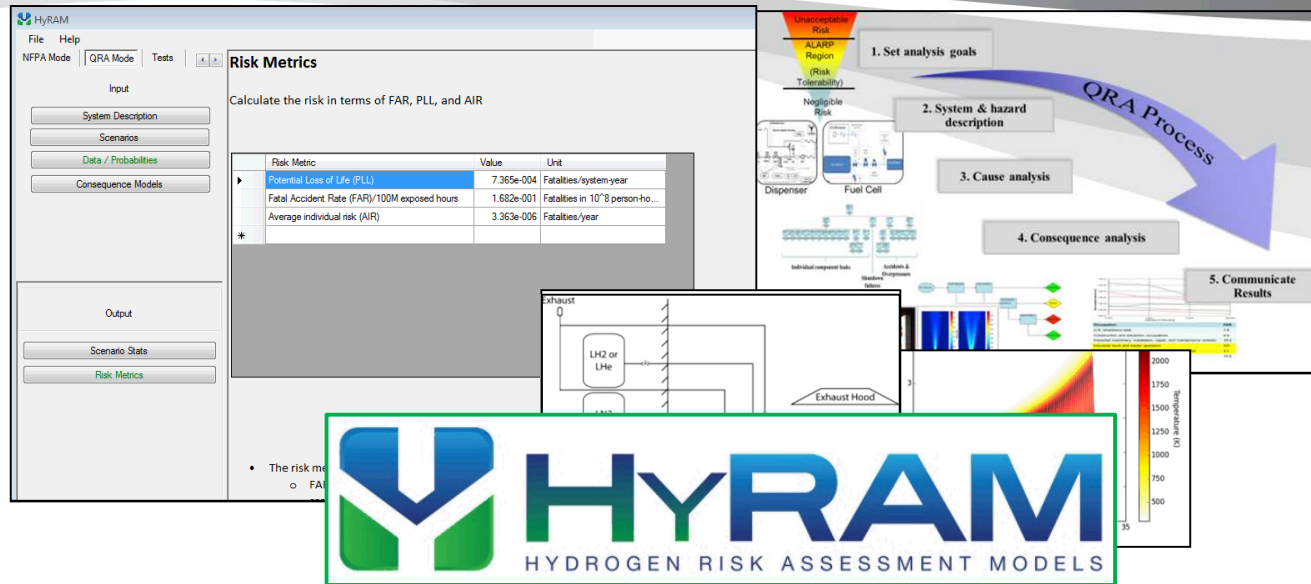 HyRAM
File Help
NFPA Mode QRA Mode Tests
Input
System Description
Scenarios
Data / Probabilities
Consequence Models
Output
Scenario Stats
Risk Metrics
Risk Metrics
Calculate the risk in terms of FAR, PLL, and AIR
Risk Metric Value Unit
Potential Loss of Life (PLL) 7.365e-004 Fatalities/system-year
Fatal Accident Rate (FAR)/100M exposed hours 1.682e-001 Fatalities in 10^8 person-ho...
Average individual risk (AIR) 3.363e-006 Fatalities/year
• The risk me
o FA
Unacceptable
Risk
ALARP
Region
(Risk
Tolerability)
Negligible
Risk
Dispenser Fuel Cell
1. Set analysis goals
2. System & hazard
description
3. Cause analysis
4. Consequence analysis
5. Communicate
Results
QRA Process
Individual component leaks
Shutdown
failures
Accidents &
Overpressure
Exhaust
LH2 or
LHe
LN2
Exhaust Hood
3
2000
1750
1500
1250
1000
750
500
Temperature (K)
35
HYRAM
HYDROGEN RISK ASSESSMENT MODELS